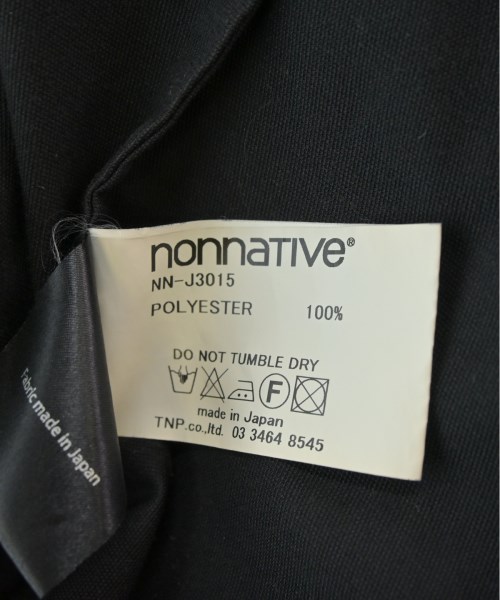 nonnative®
NN-J3015
POLYESTER 100%
DO NOT TUMBLE DRY
F
made in Japan
TNP.co.,ltd. 03 3464 8545
Fabric made in Japan